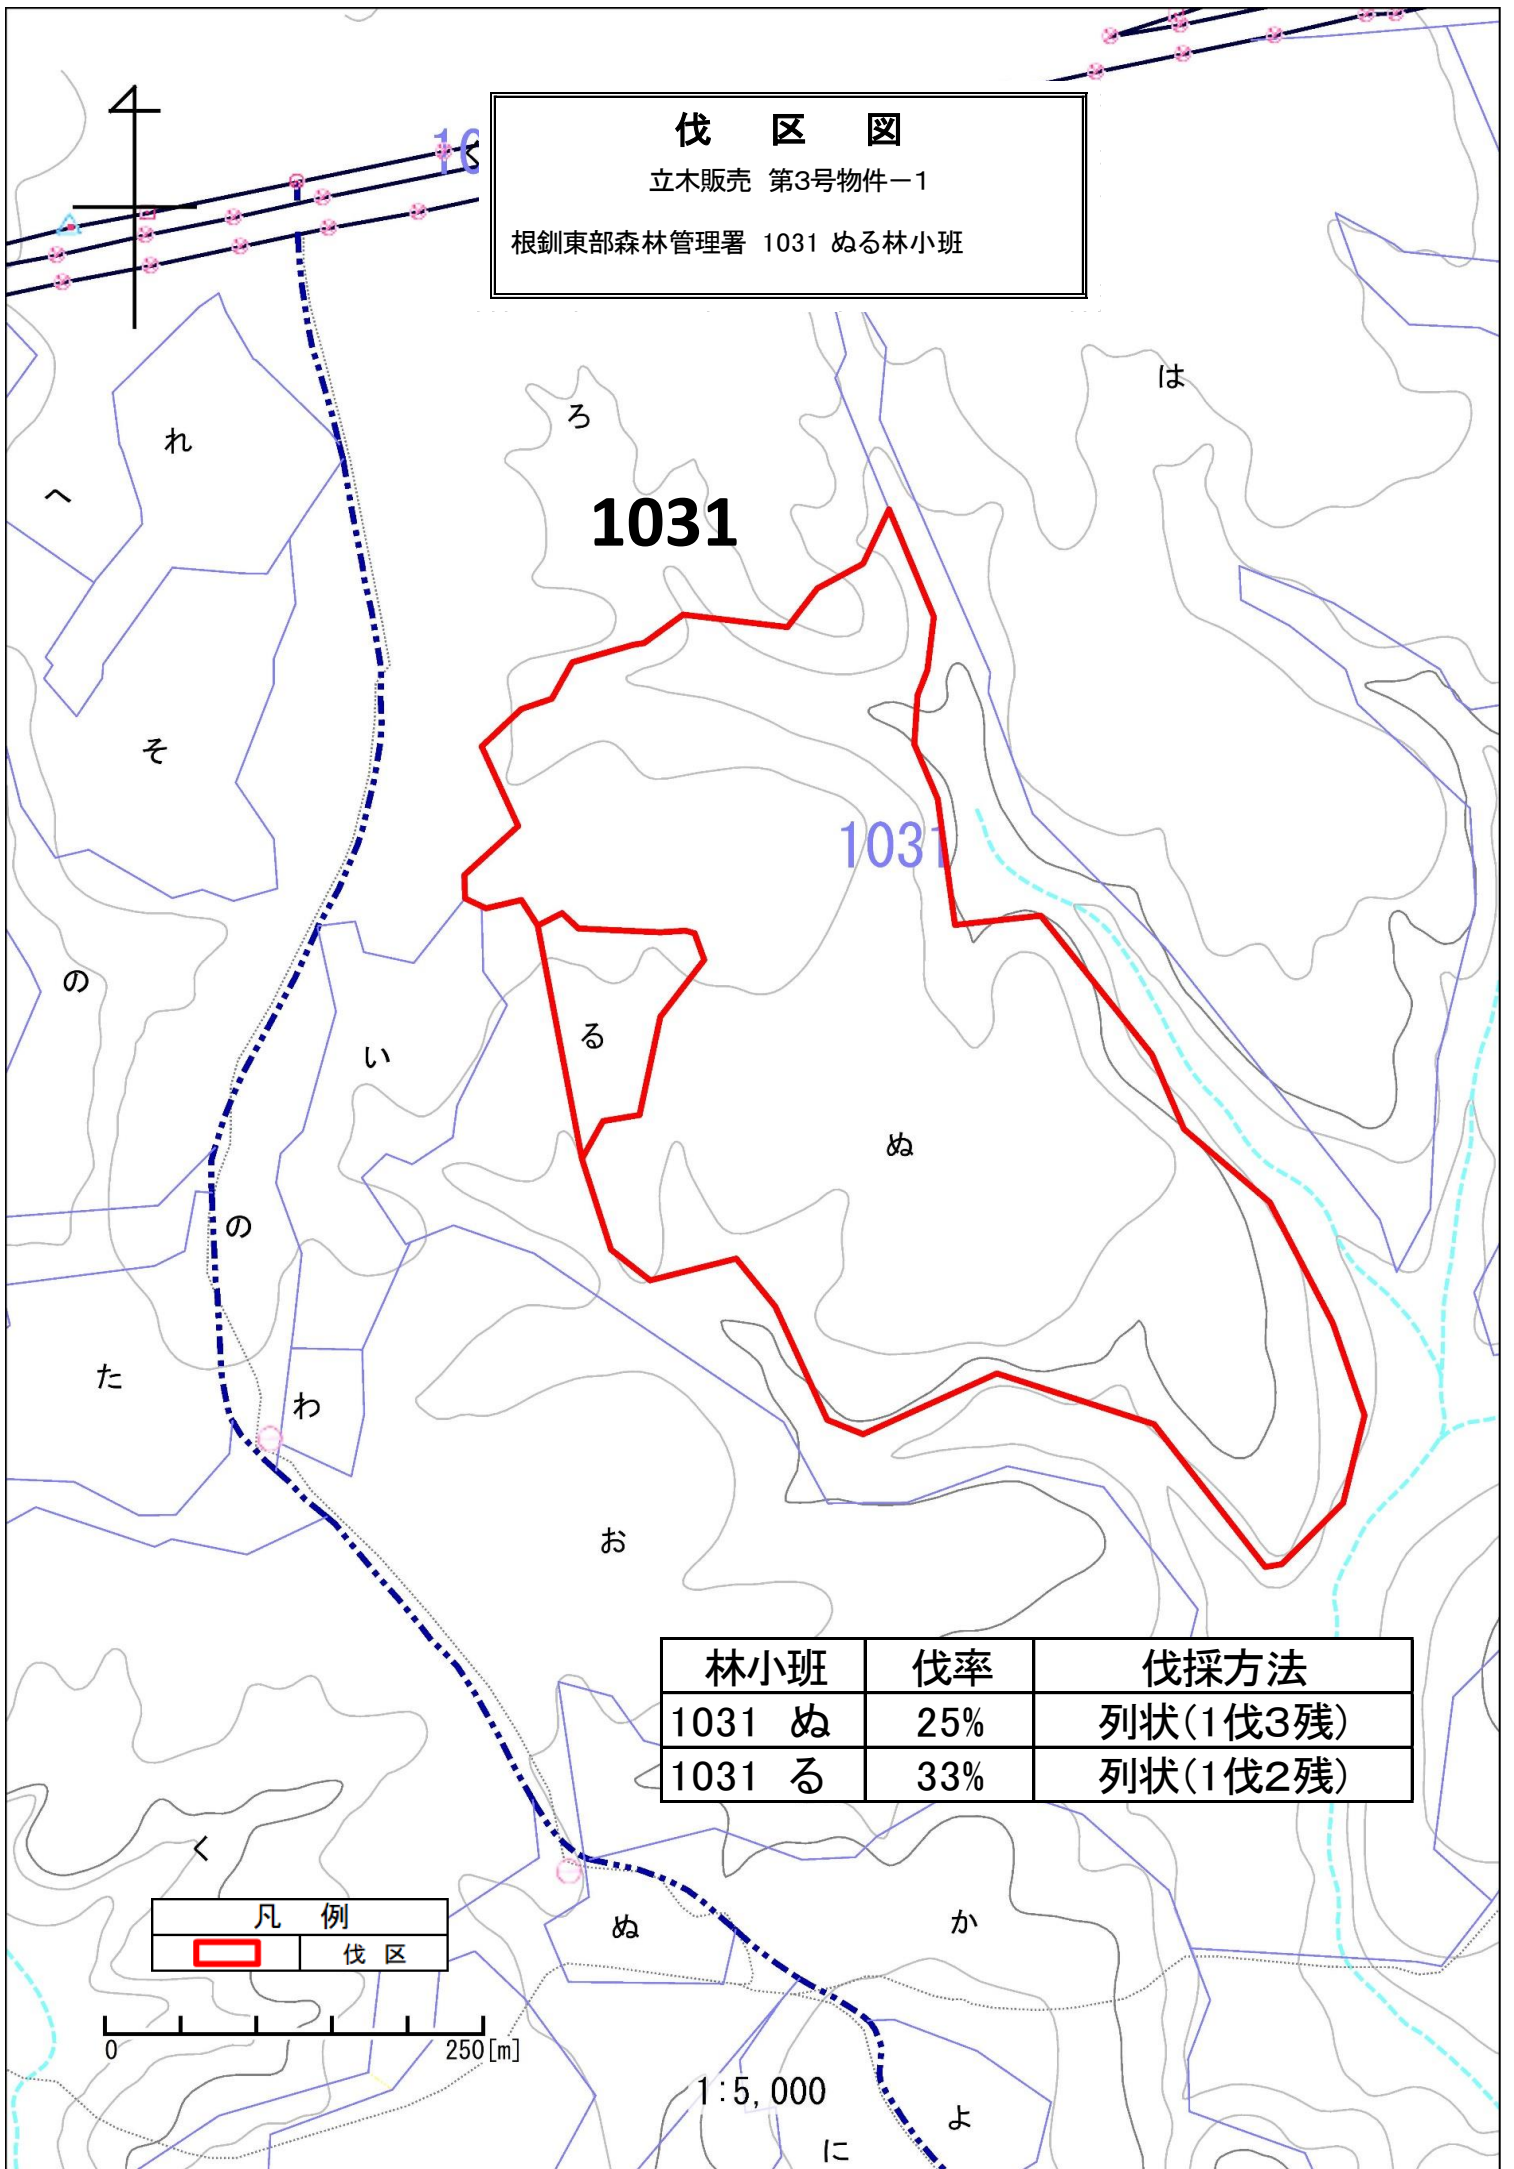 伐 区 図
立木販売 第3号物件－1
根釧東部森林管理署 1031 ぬる林小班
は
ろ
れ
へ
1031
そ
1031
の
る
い
ぬ
の
た
わ
お
林小班 伐率 伐採方法
1031 ぬ 25% 列状(1伐3残)
1031 る 33% 列状(1伐2残)
く
凡 例
伐 区
ぬ
か
0 250[m]
1:5,000
よ
に